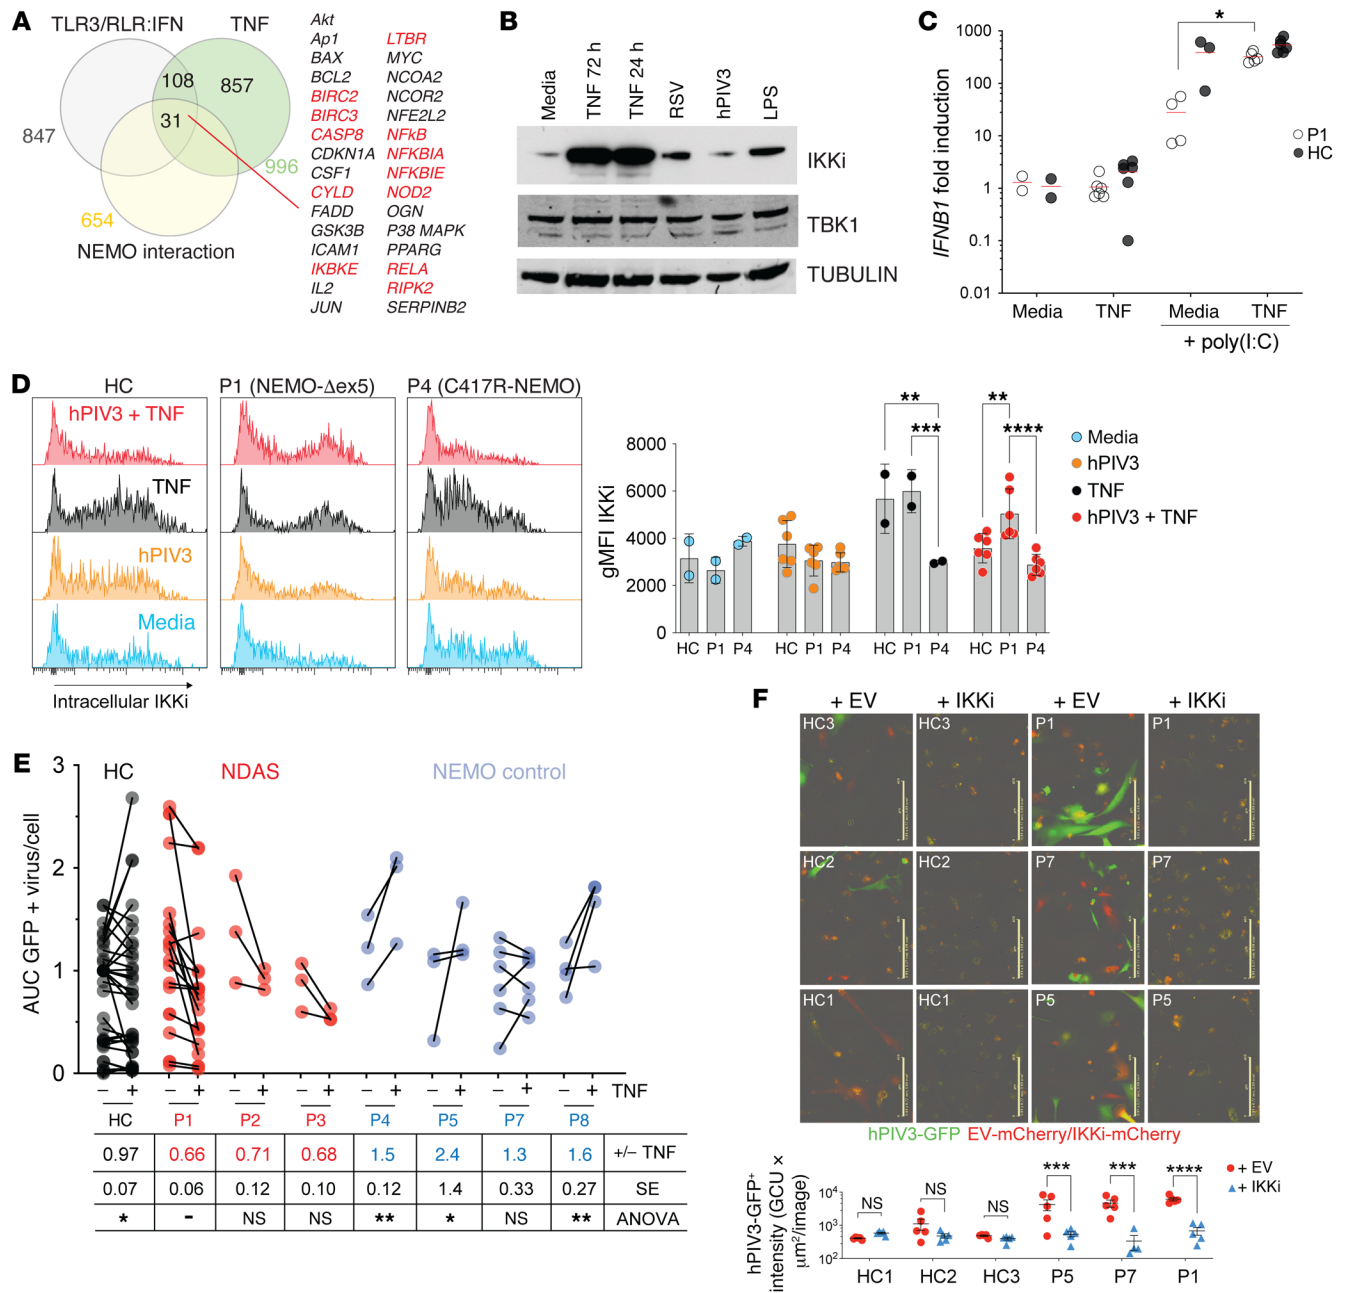 A
TLR3/RLR:IFN
TNF
108
857
31
847
996
654
NEMO interaction
Akt
Ap1
BAX
BCL2
BIRC2
BIRC3
CASP8
CDKN1A
CSF1
CYLD
FADD
GSK3B
ICAM1
IKBKE
IL2
JUN
LTBR
MYC
NCOA2
NCOR2
NFE2L2
NFkB
NFKBIA
NFKBIE
NOD2
OGN
P38 MAPK
PPARG
RELA
RIPK2
SERPINB2
B
Media
TNF 72 h
TNF 24 h
RSV
hPIV3
LPS
IKKi
TBK1
TUBULIN
C
IFNB1 fold induction
1000
100
10
1
0.1
0.01
*
P1
HC
Media
TNF
Media
TNF
+ poly(I:C)
D
HC
P1 (NEMO-Δex5)
P4 (C417R-NEMO)
hPIV3 + TNF
TNF
hPIV3
Media
Intracellular IKKi
gMFI IKKi
8000
6000
4000
2000
0
** ***
** ****
HC P1 P4 HC P1 P4 HC P1 P4 HC P1 P4
Media
hPIV3
TNF
hPIV3 + TNF
E
AUC GFP + virus/cell
3
2
1
0
HC
NDAS
NEMO control
– + – + – + – + – + – + – + – + TNF
HC P1 P2 P3 P4 P5 P7 P8
0.97 0.66 0.71 0.68 1.5 2.4 1.3 1.6 +/– TNF
0.07 0.06 0.12 0.10 0.12 1.4 0.33 0.27 SE
* - NS NS ** * NS ** ANOVA
F
+ EV + IKKi + EV + IKKi
HC3 HC3 P1 P1
HC2 HC2 P7 P7
HC1 HC1 P5 P5
hPIV3-GFP EV-mCherry/IKKi-mCherry
hPIV3-GFP+
intensity (GCU ×
µm2/image)
10⁴
10³
10²
NS NS NS *** *** ****
+ EV
+ IKKi
HC1 HC2 HC3 P5 P7 P1